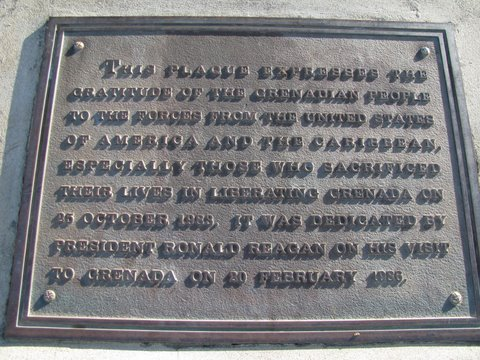 THIS PLAQUE EXPRESSES THE
GRATITUDE OF THE GRENADIAN PEOPLE
TO THE FORCES FROM THE UNITED STATES
OF AMERICA AND THE CARIBBEAN,
ESPECIALLY THOSE WHO SACRIFICED
THEIR LIVES IN LIBERATING GRENADA ON
25 OCTOBER 1983. IT WAS DEDICATED BY
PRESIDENT RONALD REAGAN ON HIS VISIT
TO GRENADA ON 20 FEBRUARY 1986.